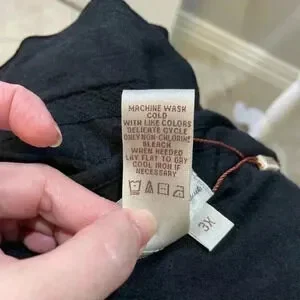 MACHINE WASH
COLD
WITH LIKE COLORS
DELICATE CYCLE
ONLY NON-CHLORINE
BLEACH
WHEN NEEDED
LAY FLAT TO DRY
COOL IRON IF
NECESSARY
3X